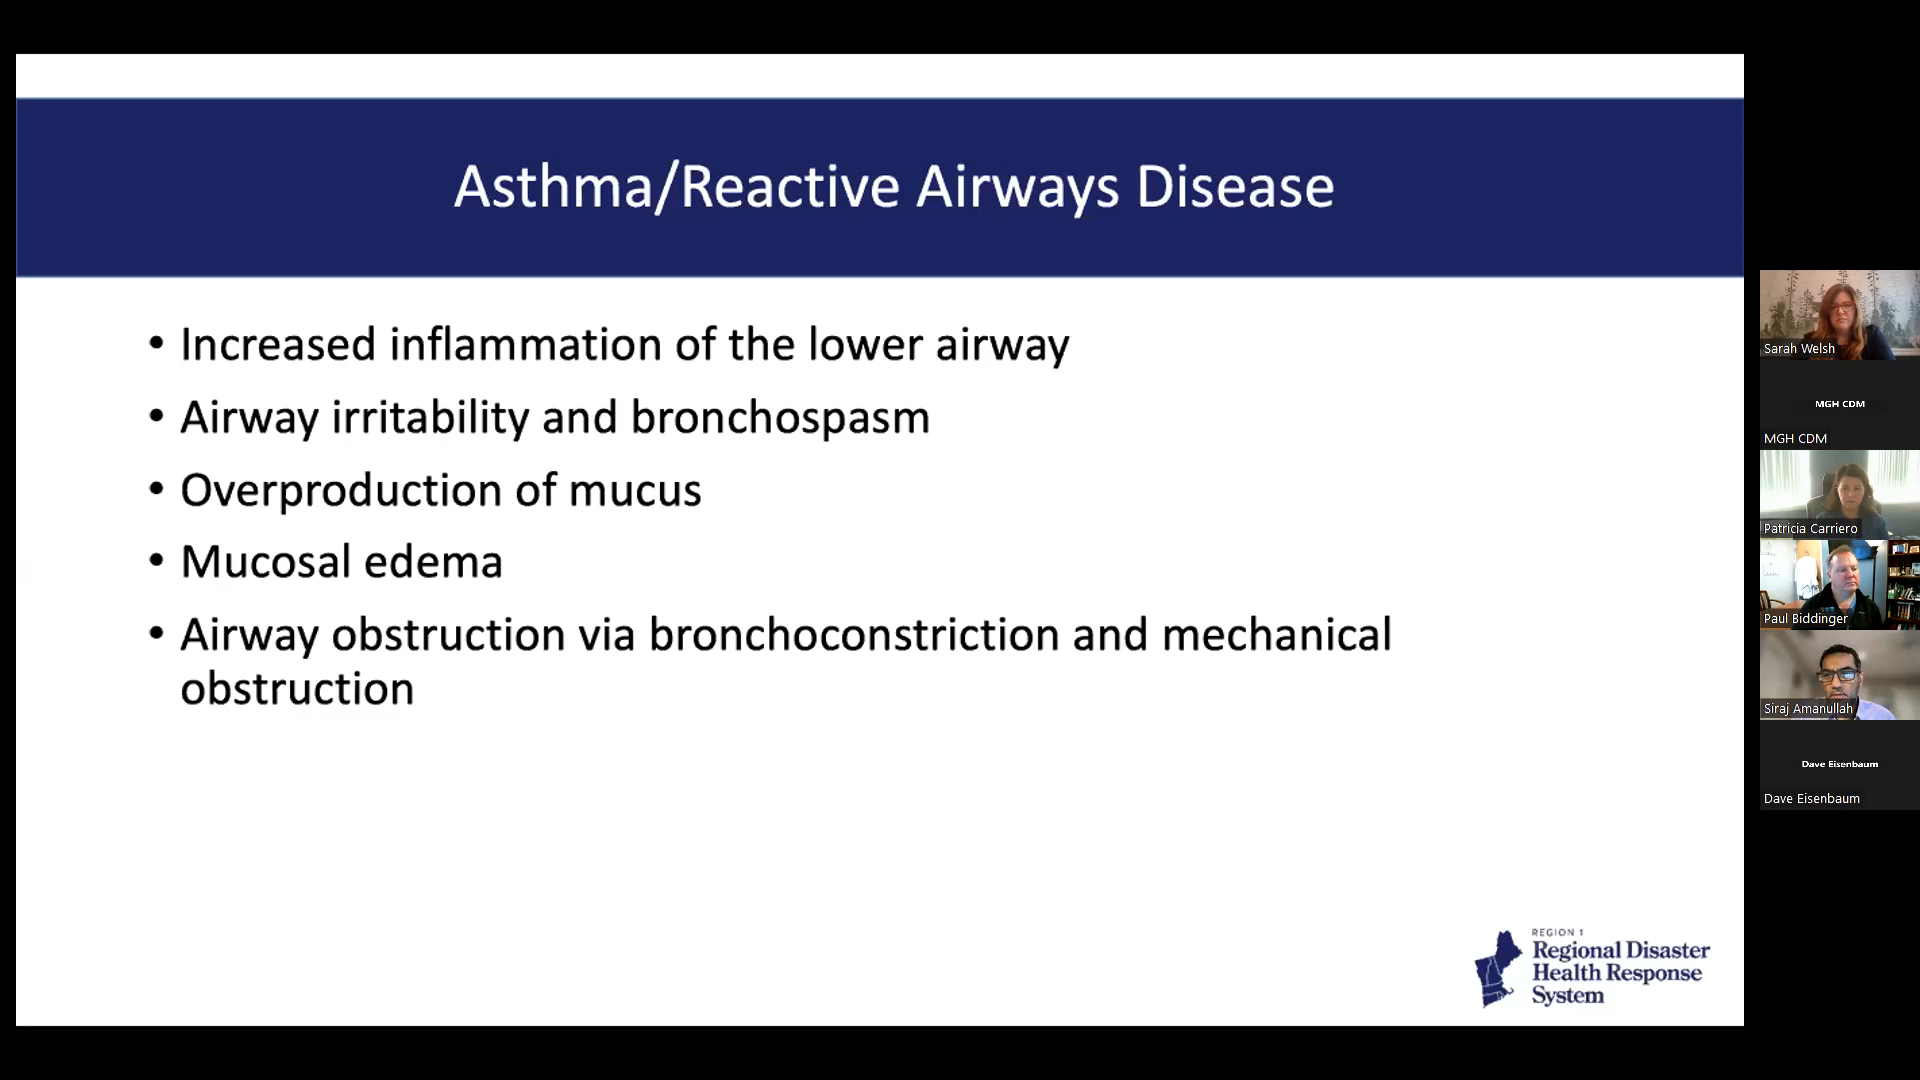 Asthma/Reactive Airways Disease
• Increased inflammation of the lower airway
• Airway irritability and bronchospasm
• Overproduction of mucus
• Mucosal edema
• Airway obstruction via bronchoconstriction and mechanical
obstruction
REGION 1
Regional Disaster
Health Response
System
Sarah Welsh
MGH CDM
MGH CDM
Patricia Carriero
Paul Biddinger
Siraj Amanullah
Dave Eisenbaum
Dave Eisenbaum